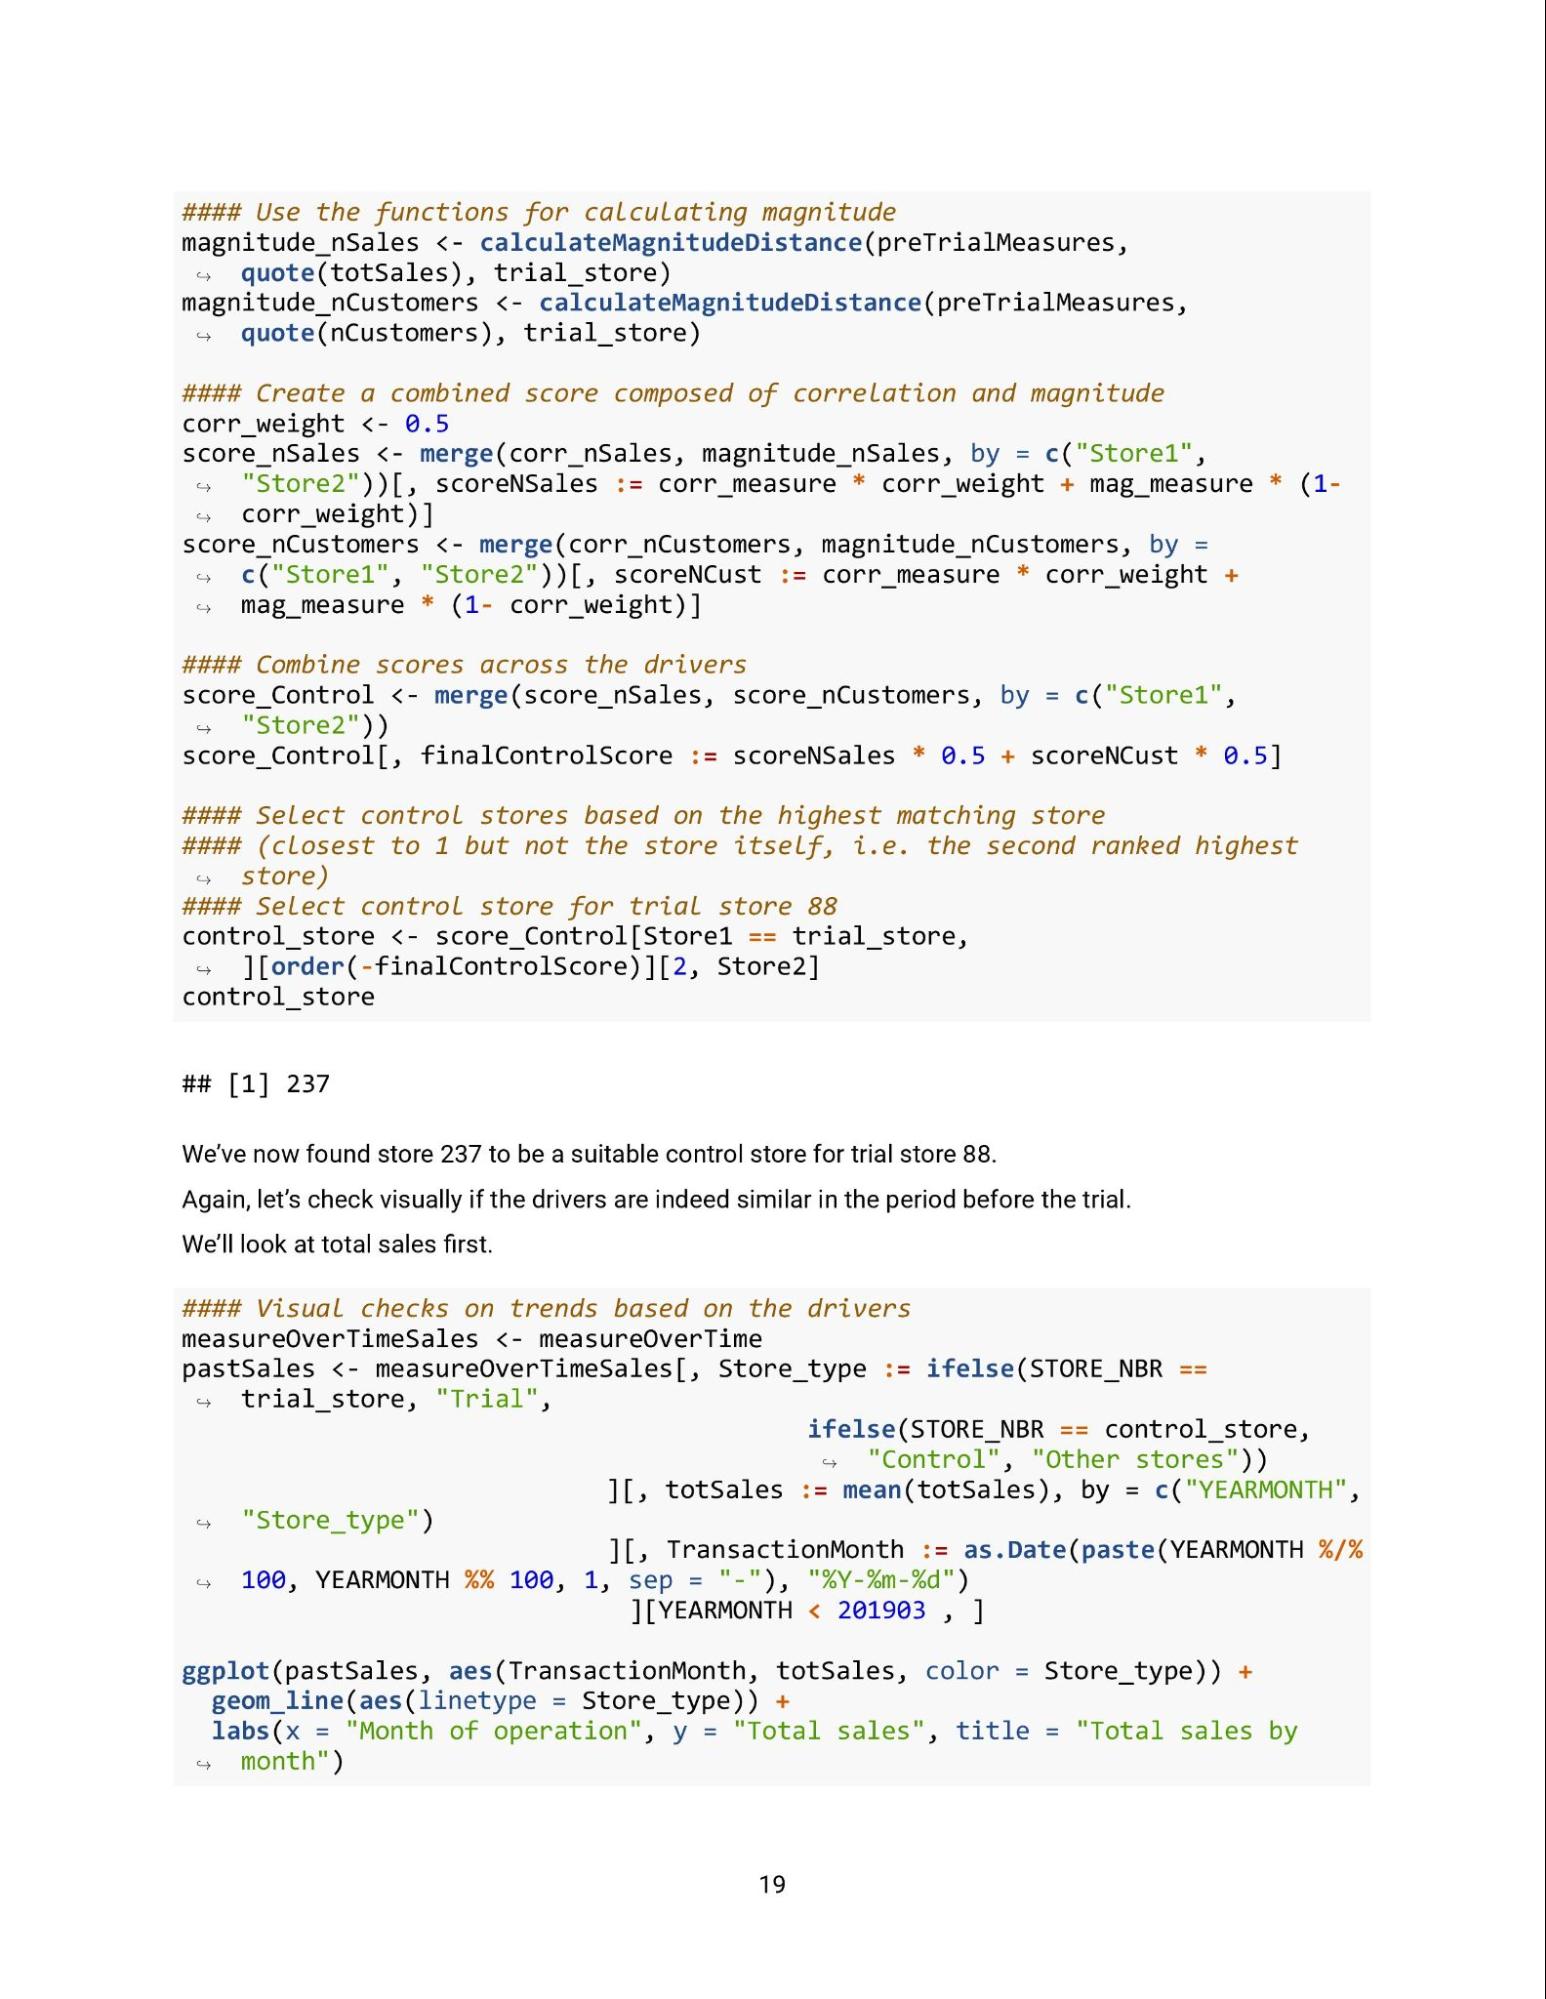 #### Use the functions for calculating magnitude
magnitude_nSales <- calculateMagnitudeDistance(preTrialMeasures,
↪ quote(totSales), trial_store)
magnitude_nCustomers <- calculateMagnitudeDistance(preTrialMeasures,
↪ quote(nCustomers), trial_store)
#### Create a combined score composed of correlation and magnitude
corr_weight <- 0.5
score_nSales <- merge(corr_nSales, magnitude_nSales, by = c("Store1",
↪ "Store2"))[, scoreNSales := corr_measure * corr_weight + mag_measure * (1-
↪ corr_weight)]
score_nCustomers <- merge(corr_nCustomers, magnitude_nCustomers, by =
↪ c("Store1", "Store2"))[, scoreNCust := corr_measure * corr_weight +
↪ mag_measure * (1- corr_weight)]
#### Combine scores across the drivers
score_Control <- merge(score_nSales, score_nCustomers, by = c("Store1",
↪ "Store2"))
score_Control[, finalControlScore := scoreNSales * 0.5 + scoreNCust * 0.5]
#### Select control stores based on the highest matching store
#### (closest to 1 but not the store itself, i.e. the second ranked highest
↪ store)
#### Select control store for trial store 88
control_store <- score_Control[Store1 == trial_store,
↪ ][order(-finalControlScore)][2, Store2]
control_store
## [1] 237
We've now found store 237 to be a suitable control store for trial store 88.
Again, let's check visually if the drivers are indeed similar in the period before the trial.
We'll look at total sales first.
#### Visual checks on trends based on the drivers
measureOverTimeSales <- measureOverTime
pastSales <- measureOverTimeSales[, Store_type := ifelse(STORE_NBR ==
↪ trial_store, "Trial",
ifelse(STORE_NBR == control_store,
↪ "Control", "Other stores"))
][, totSales := mean(totSales), by = c("YEARMONTH",
↪ "Store_type")
][, TransactionMonth := as.Date(paste(YEARMONTH %/%
↪ 100, YEARMONTH %% 100, 1, sep = "-"), "%Y-%m-%d")
][YEARMONTH < 201903 , ]
ggplot(pastSales, aes(TransactionMonth, totSales, color = Store_type)) +
geom_line(aes(linetype = Store_type)) +
labs(x = "Month of operation", y = "Total sales", title = "Total sales by
↪ month")
19